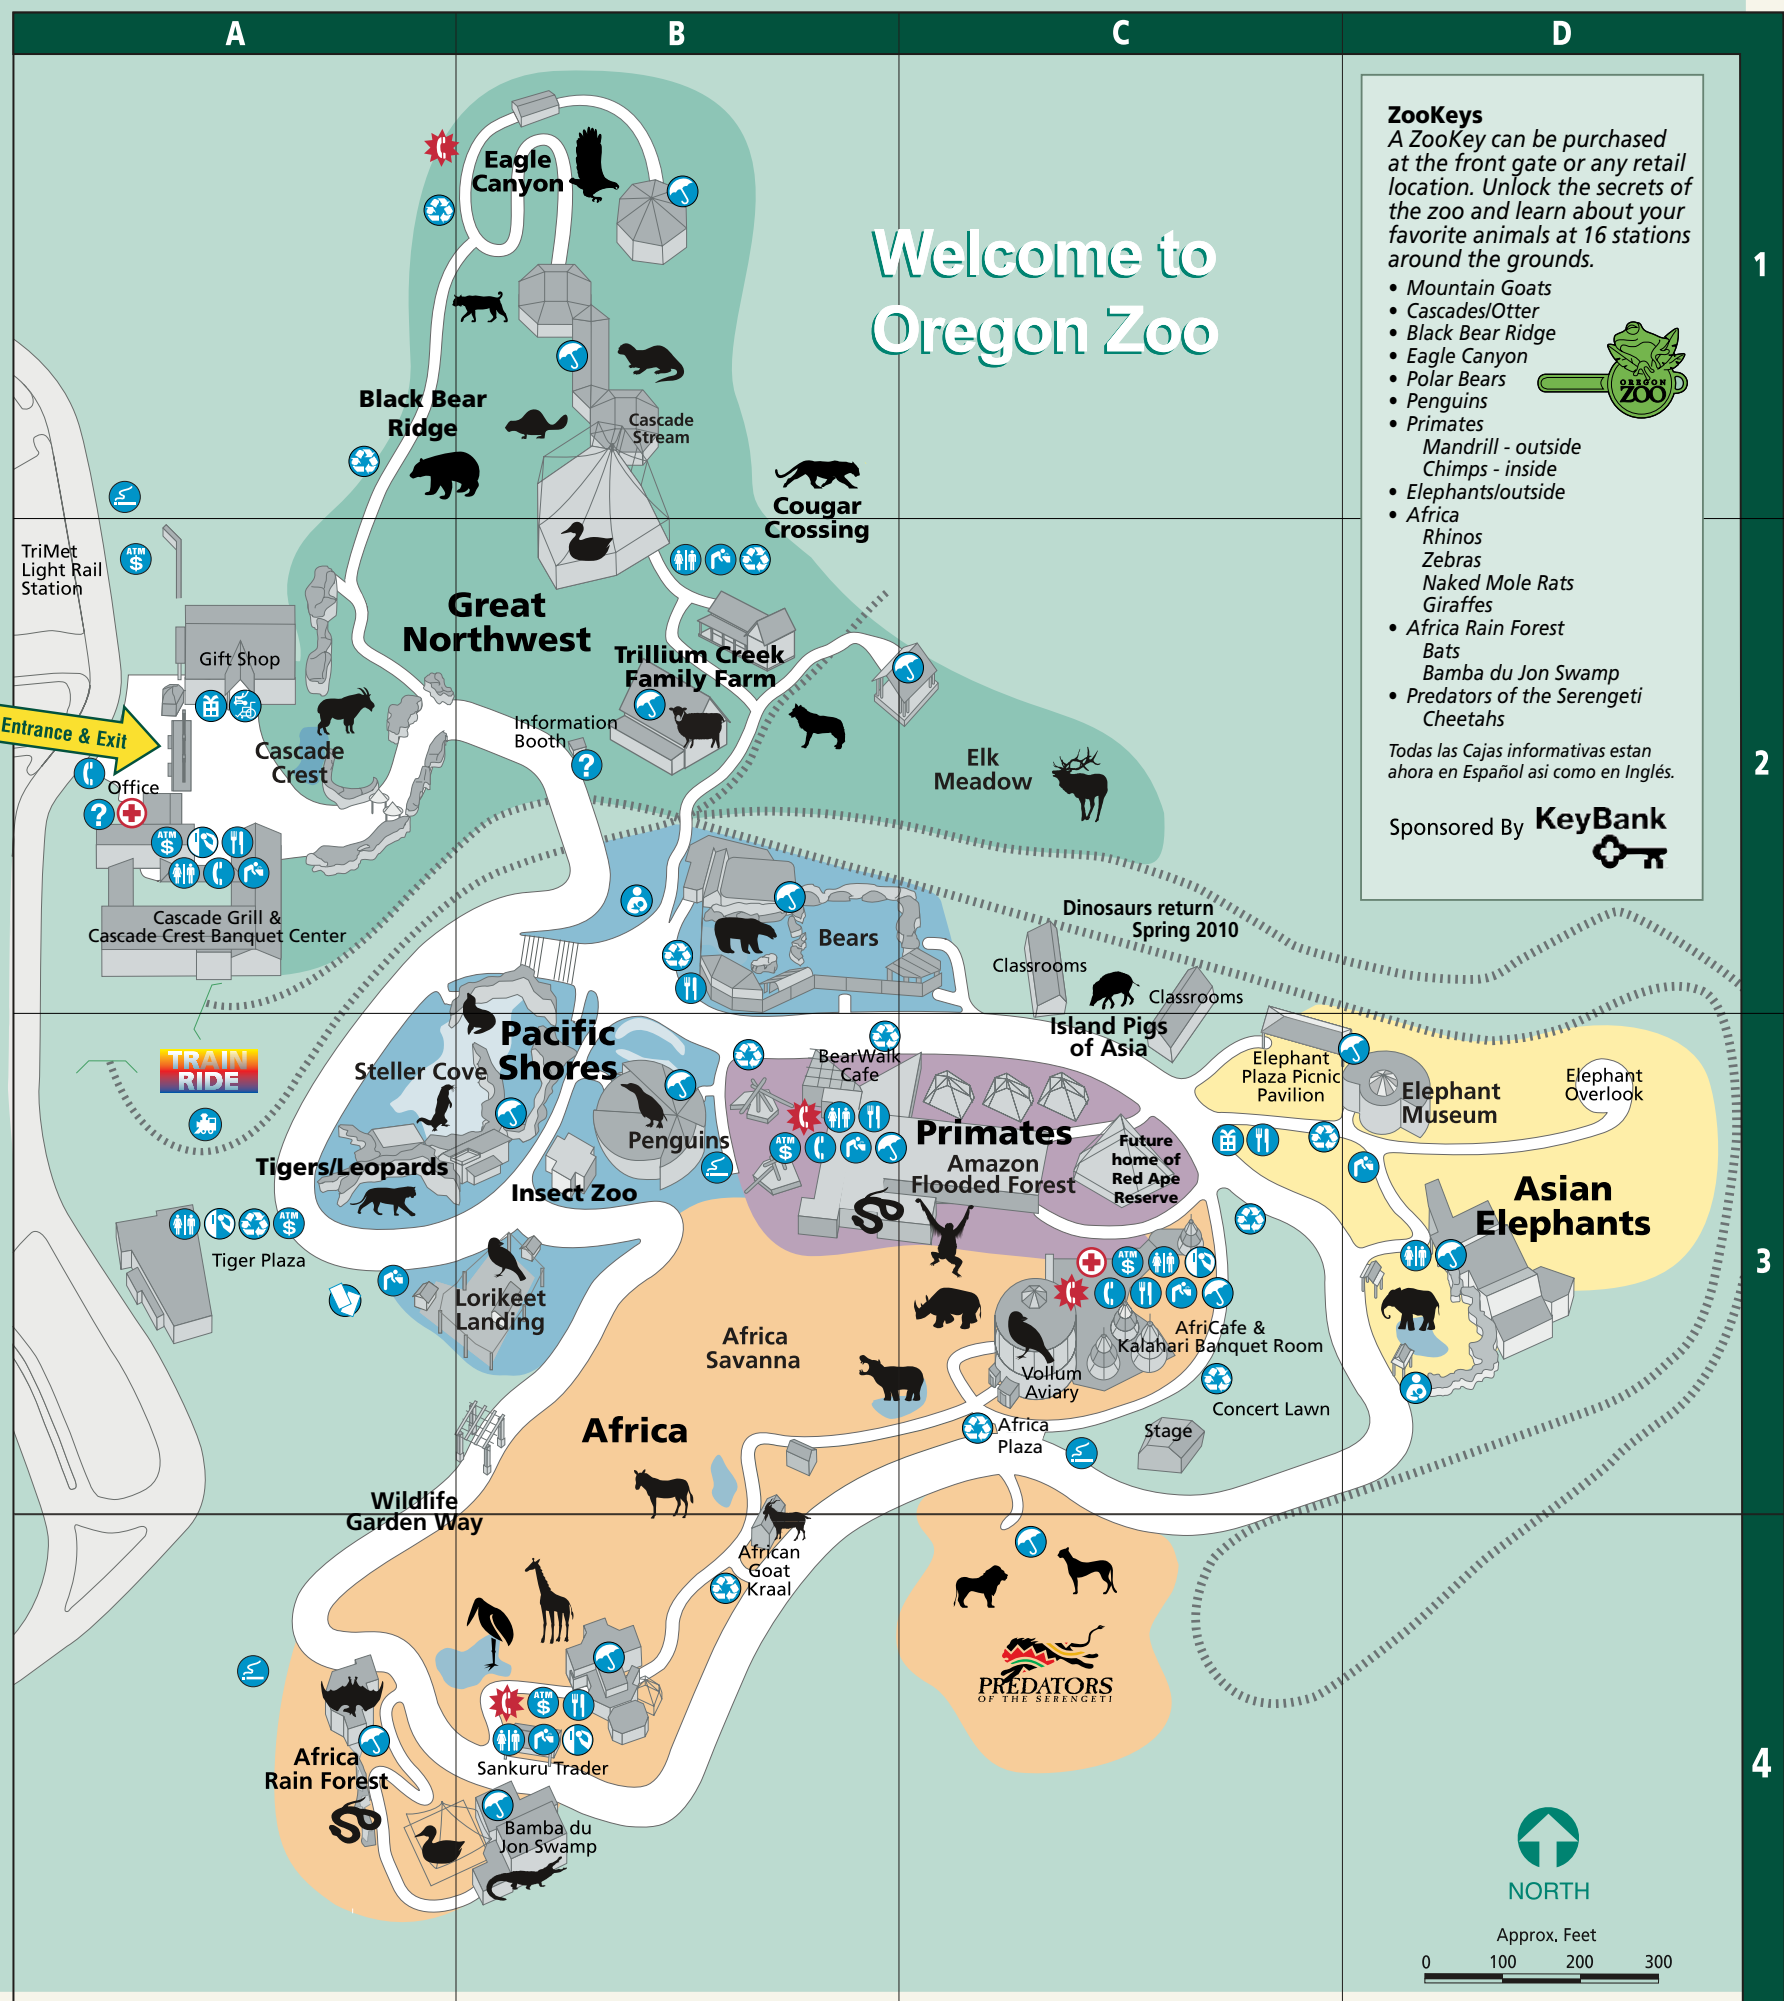 A
B
C
D
1
2
3
4
Welcome to
Oregon Zoo
ZooKeys
A ZooKey can be purchased
at the front gate or any retail
location. Unlock the secrets of
the zoo and learn about your
favorite animals at 16 stations
around the grounds.
• Mountain Goats
• Cascades/Otter
• Black Bear Ridge
• Eagle Canyon
• Polar Bears
• Penguins
• Primates
Mandrill - outside
Chimps - inside
• Elephants/outside
• Africa
Rhinos
Zebras
Naked Mole Rats
Giraffes
• Africa Rain Forest
Bats
Bamba du Jon Swamp
• Predators of the Serengeti
Cheetahs
Todas las Cajas informativas estan
ahora en Español asi como en Inglés.
Sponsored By KeyBank
OREGON
ZOO
Eagle
Canyon
Black Bear
Ridge
Cascade
Stream
Cougar
Crossing
TriMet
Light Rail
Station
ATM
$
Great
Northwest
Gift Shop
Trillium Creek
Family Farm
Entrance & Exit
Information
Booth
?
Cascade
Crest
Office
?
ATM
$
Elk
Meadow
Cascade Grill &
Cascade Crest Banquet Center
Bears
Dinosaurs return
Spring 2010
Classrooms
Classrooms
Island Pigs
of Asia
Pacific
Shores
Steller Cove
TRAIN
RIDE
BearWalk
Cafe
Elephant
Plaza Picnic
Pavilion
Elephant
Museum
Elephant
Overlook
Penguins
Primates
Amazon
Flooded Forest
ATM
$
Future
home of
Red Ape
Reserve
Tigers/Leopards
Insect Zoo
Asian
Elephants
ATM
$
Tiger Plaza
Lorikeet
Landing
Africa
Savanna
ATM
$
AfriCafe &
Kalahari Banquet Room
Vollum
Aviary
Concert Lawn
Africa
Plaza
Stage
Africa
Wildlife
Garden Way
African
Goat
Kraal
PREDATORS
OF THE SERENGETI
ATM
$
Sankuru Trader
Africa
Rain Forest
Bamba du
Jon Swamp
NORTH
Approx. Feet
0 100 200 300